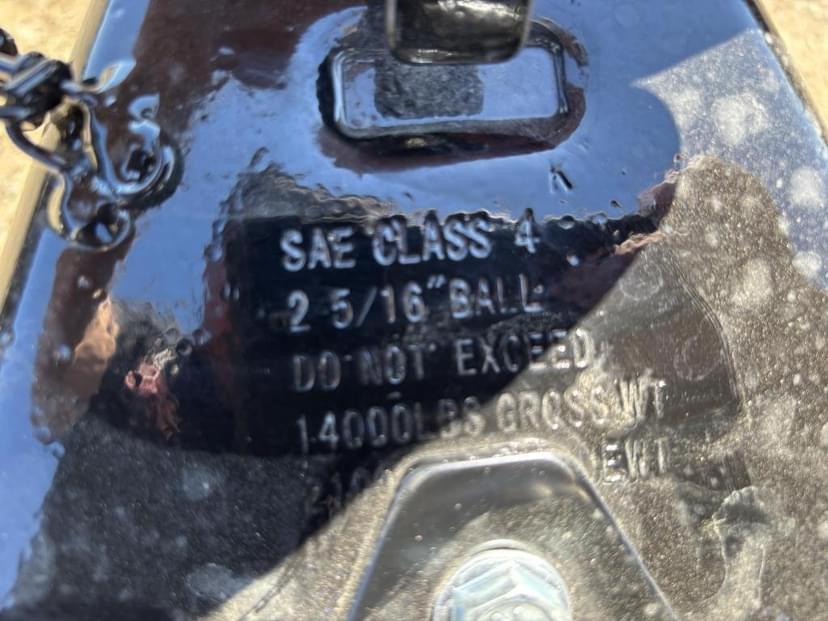 K
SAE CLASS 4
2 5/16" BALL
DO NOT EXCEED
14000LBS GROSS WT